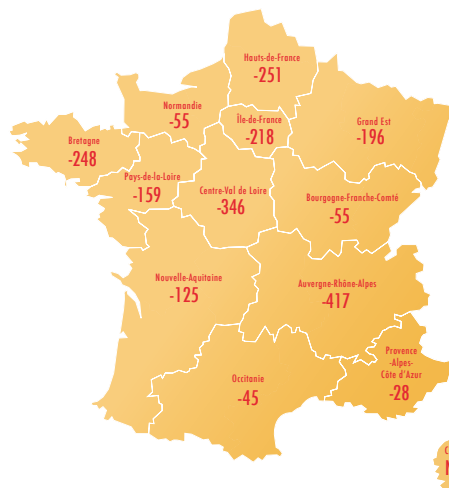 Hauts-de-France
-251
Normandie
-55
Île-de-France
-218
Grand Est
-196
Bretagne
-248
Pays-de-la-Loire
-159
Centre-Val de Loire
-346
Bourgogne-Franche-Comté
-55
Nouvelle-Aquitaine
-125
Auvergne-Rhône-Alpes
-417
Provence
-Alpes-
Côte d'Azur
-28
Occitanie
-45